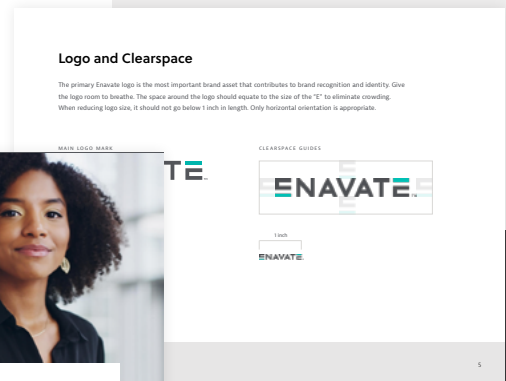 Logo and Clearspace
The primary Enavate logo is the most important brand asset that contributes to brand recognition and identity. Give
the logo room to breathe. The space around the logo should equate to the size of the "E" to eliminate crowding.
When reducing logo size, it should not go below 1 inch in length. Only horizontal orientation is appropriate.
MAIN LOGO MARK
CLEARSPACE GUIDES
TE™
ENAVATE™
1 inch
ENAVATE
5